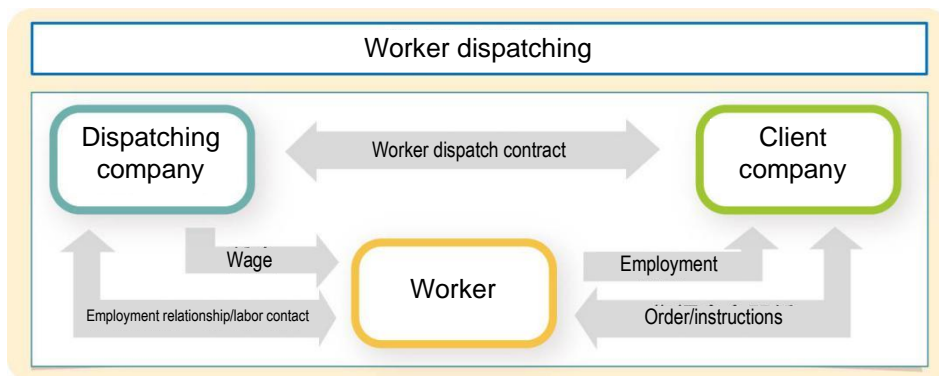 Worker dispatching
Dispatching
company
Worker dispatch contract
Client
company
Wage
Worker
Employment
Employment relationship/labor contact
Order/instructions